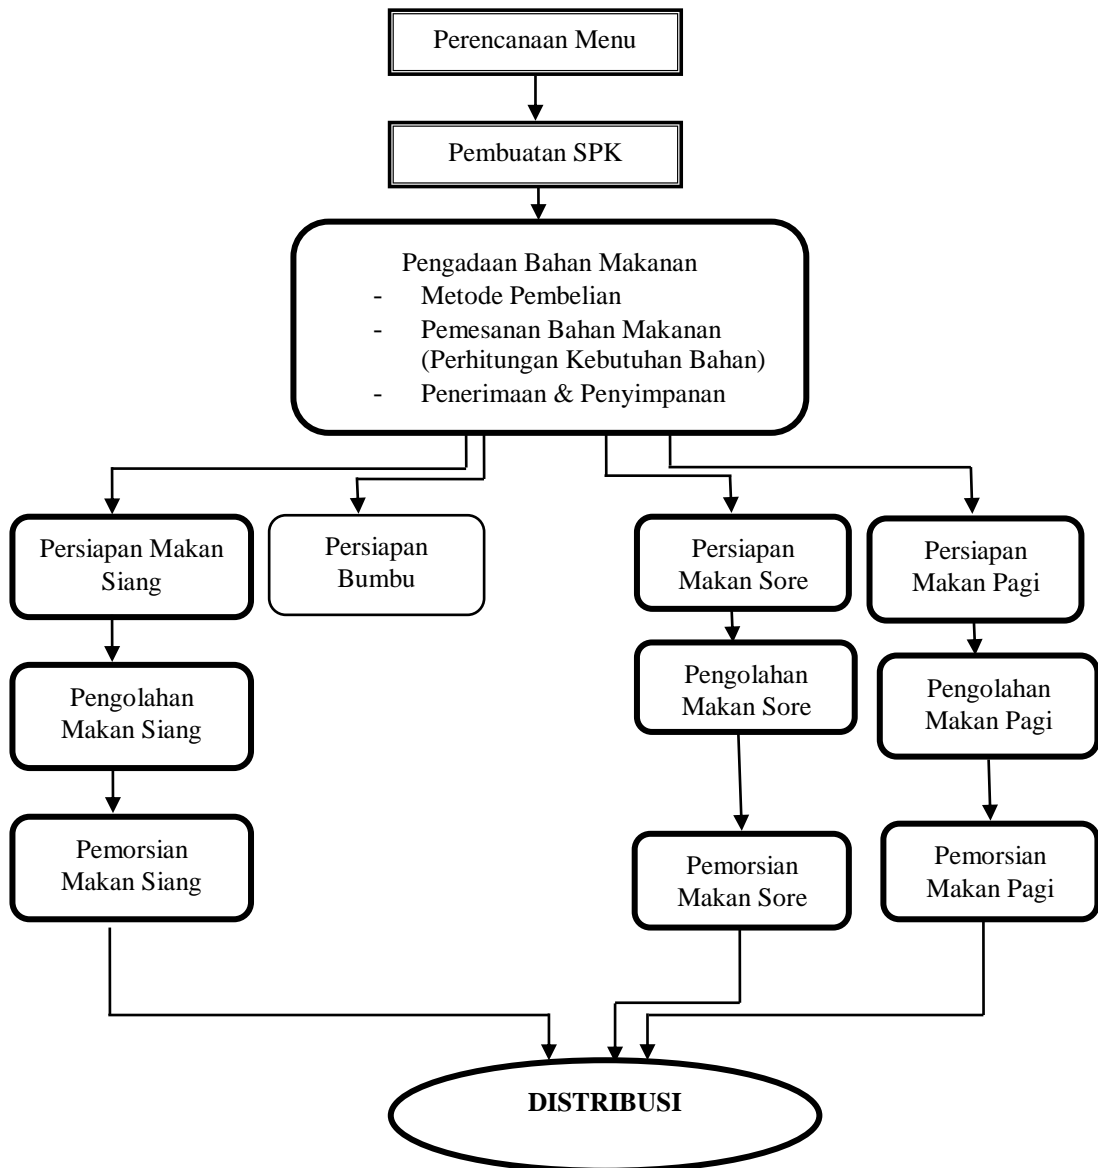 Perencanaan Menu
Pembuatan SPK
Pengadaan Bahan Makanan
- Metode Pembelian
- Pemesanan Bahan Makanan
(Perhitungan Kebutuhan Bahan)
- Penerimaan & Penyimpanan
Persiapan Makan
Siang
Persiapan
Bumbu
Persiapan
Makan Sore
Persiapan
Makan Pagi
Pengolahan
Makan Siang
Pengolahan
Makan Sore
Pengolahan
Makan Pagi
Pemorsian
Makan Siang
Pemorsian
Makan Sore
Pemorsian
Makan Pagi
DISTRIBUSI